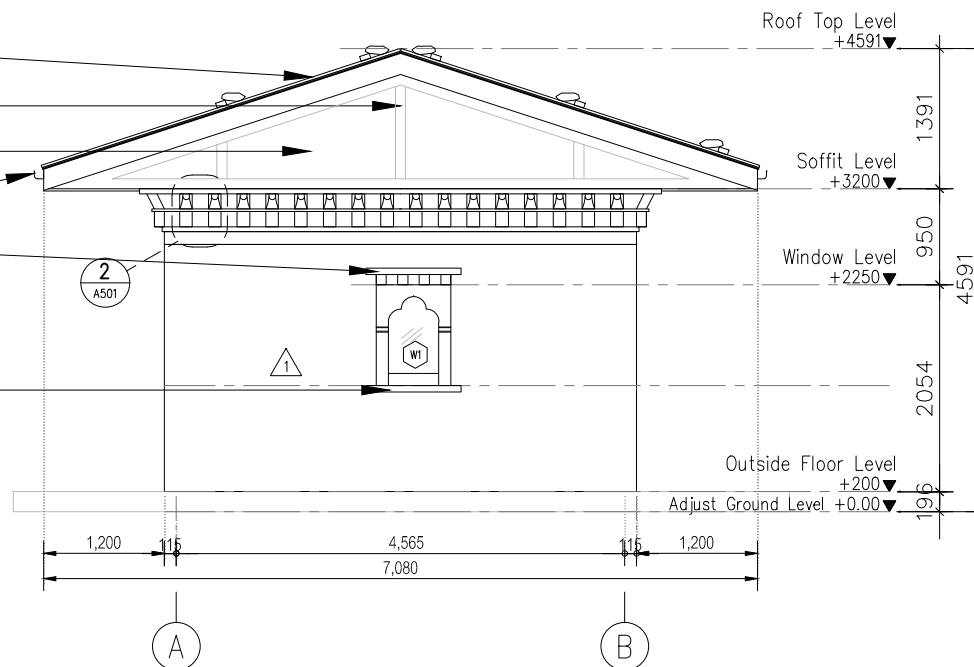 Roof Top Level
+4591
1391
Soffit Level
+3200
950
Window Level
+2250
4591
2
A501
W1
1
2054
Outside Floor Level
+200
Adjust Ground Level +0.00
196
1,200
115
4,565
115
1,200
7,080
A
B